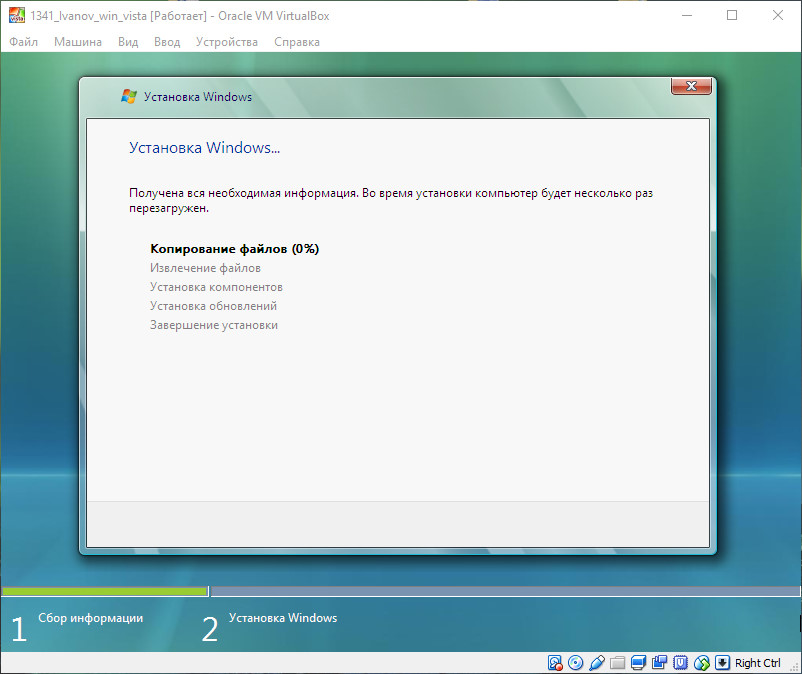 1341_Ivanov_win_vista [Работает] - Oracle VM VirtualBox
Файл Машина Вид Ввод Устройства Справка
Установка Windows
Установка Windows...
Получена вся необходимая информация. Во время установки компьютер будет несколько раз
перезагружен.
Копирование файлов (0%)
Извлечение файлов
Установка компонентов
Установка обновлений
Завершение установки
1 Сбор информации 2 Установка Windows
Right Ctrl